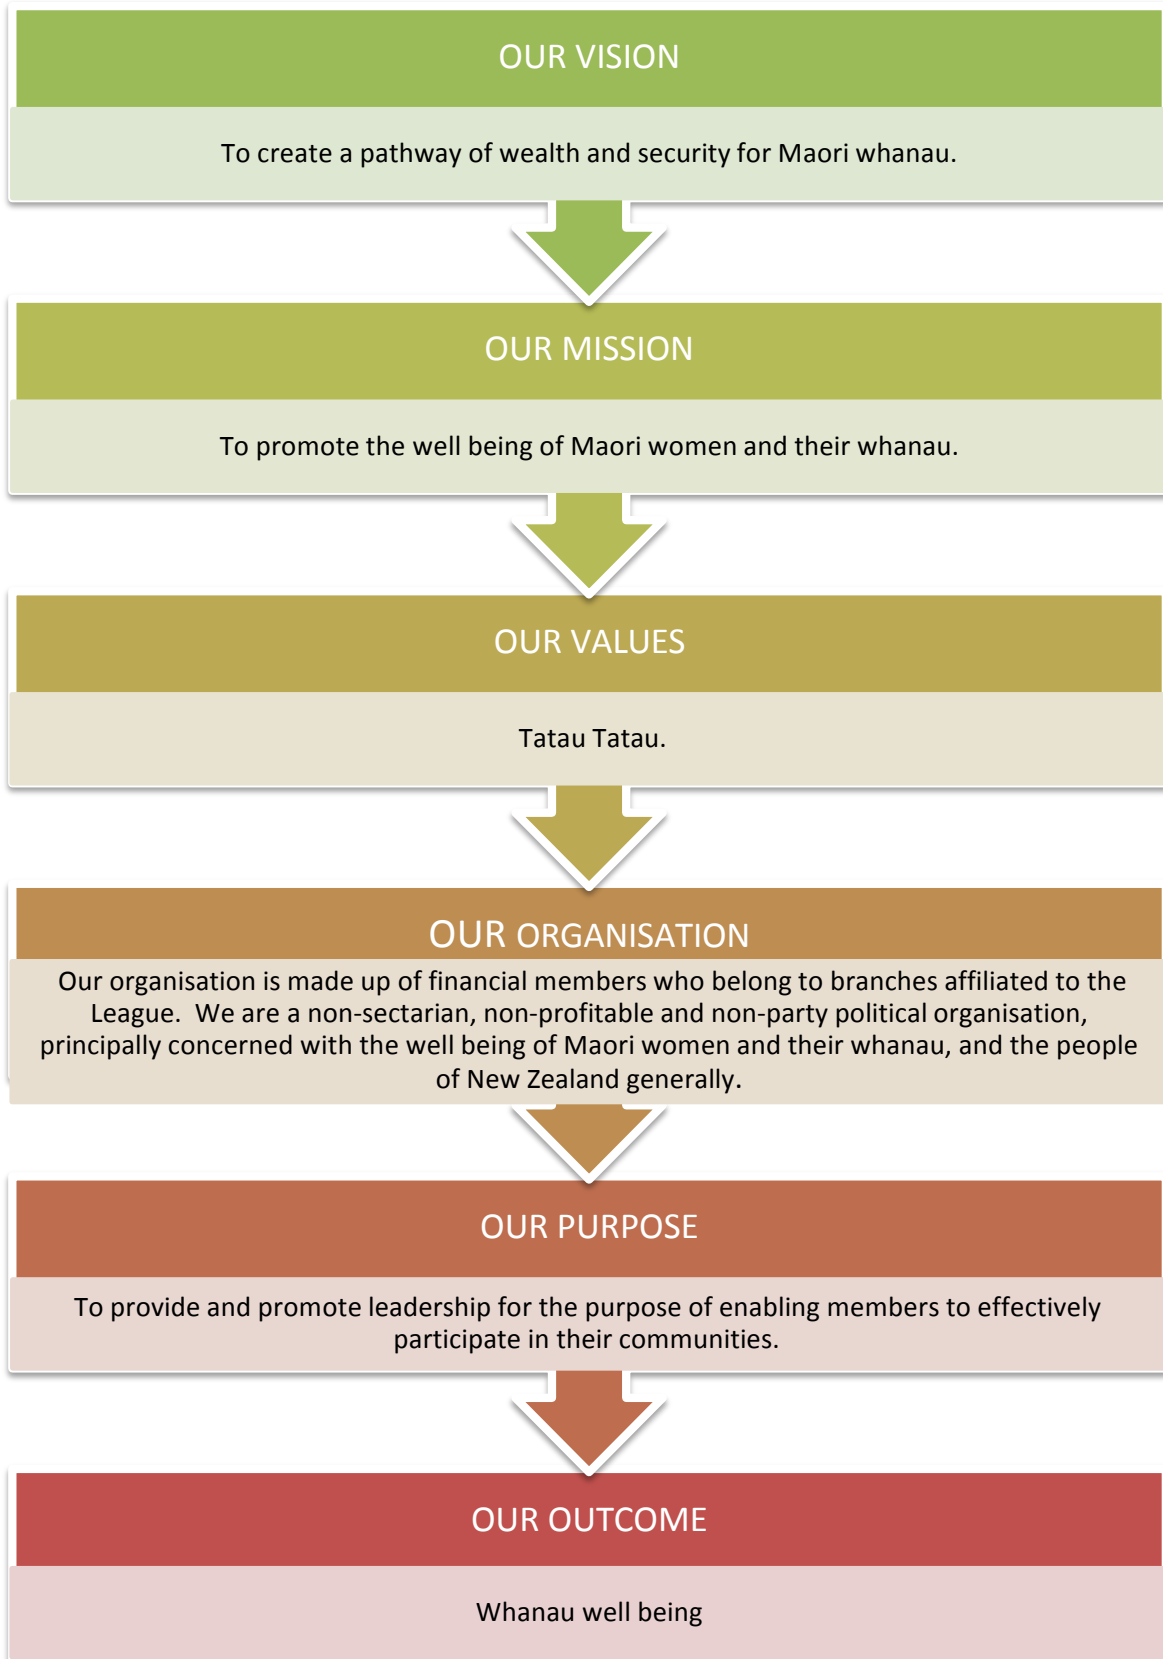 OUR VISION
To create a pathway of wealth and security for Maori whanau.
OUR MISSION
To promote the well being of Maori women and their whanau.
OUR VALUES
Tatau Tatau.
OUR ORGANISATION
Our organisation is made up of financial members who belong to branches affiliated to the
League.  We are a non-sectarian, non-profitable and non-party political organisation,
principally concerned with the well being of Maori women and their whanau, and the people
of New Zealand generally.
OUR PURPOSE
To provide and promote leadership for the purpose of enabling members to effectively
participate in their communities.
OUR OUTCOME
Whanau well being